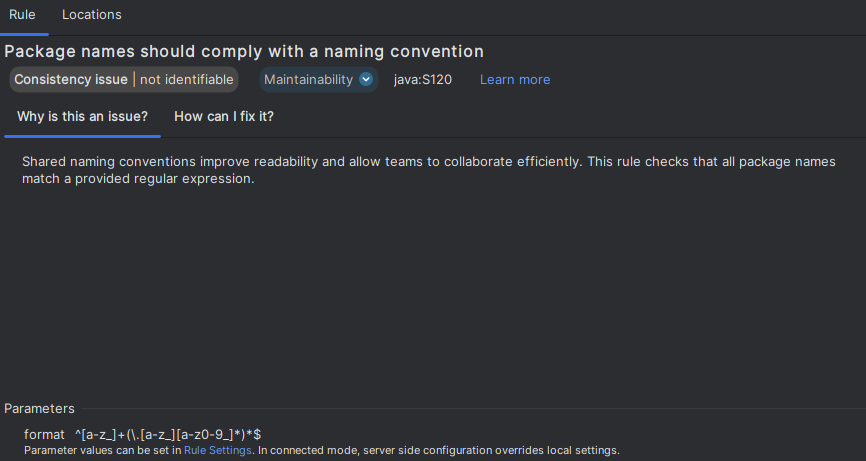 Rule Locations
Package names should comply with a naming convention
Consistency issue | not identifiable Maintainability java:S120 Learn more
Why is this an issue? How can I fix it?
Shared naming conventions improve readability and allow teams to collaborate efficiently. This rule checks that all package names
match a provided regular expression.
Parameters
format ^[a-z_]+(\.[a-z_][a-z0-9_]*)*$
Parameter values can be set in Rule Settings. In connected mode, server side configuration overrides local settings.